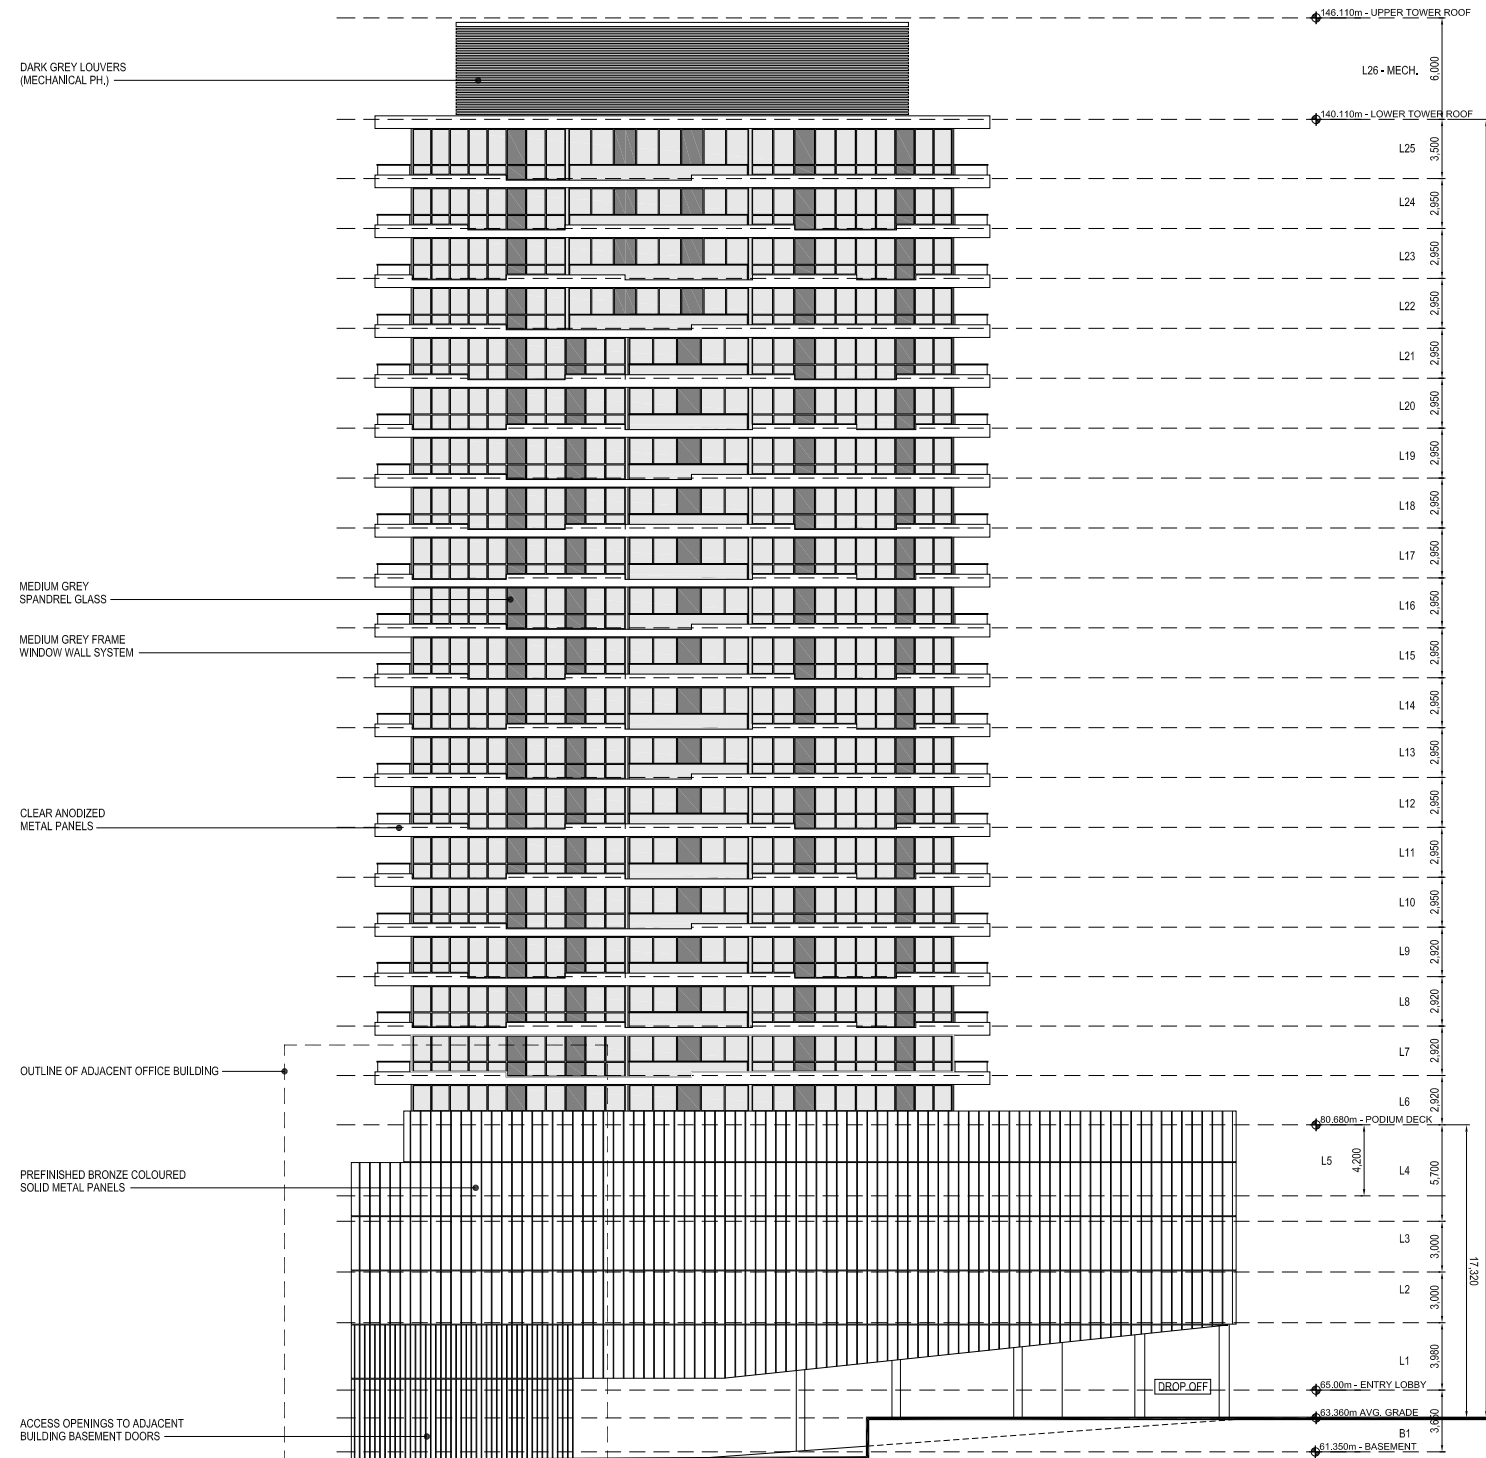 146.110m - UPPER TOWER ROOF
DARK GREY LOUVERS
(MECHANICAL PH.)
L26 - MECH.
6,000
140.110m - LOWER TOWER ROOF
L25
3,500
L24
2,950
L23
2,950
L22
2,950
L21
2,950
L20
2,950
L19
2,950
L18
2,950
L17
2,950
MEDIUM GREY
SPANDREL GLASS
L16
2,950
MEDIUM GREY FRAME
WINDOW WALL SYSTEM
L15
2,950
L14
2,950
L13
2,950
CLEAR ANODIZED
METAL PANELS
L12
2,950
L11
2,950
L10
2,950
L9
2,920
L8
2,920
L7
2,920
OUTLINE OF ADJACENT OFFICE BUILDING
L6
2,920
80.680m - PODIUM DECK
L5
4,200
L4
5,700
PREFINISHED BRONZE COLOURED
SOLID METAL PANELS
L3
3,000
17,320
L2
3,000
L1
3,980
DROP OFF
65.00m - ENTRY LOBBY
63.360m AVG. GRADE
ACCESS OPENINGS TO ADJACENT
BUILDING BASEMENT DOORS
B1
3,650
61.350m - BASEMENT